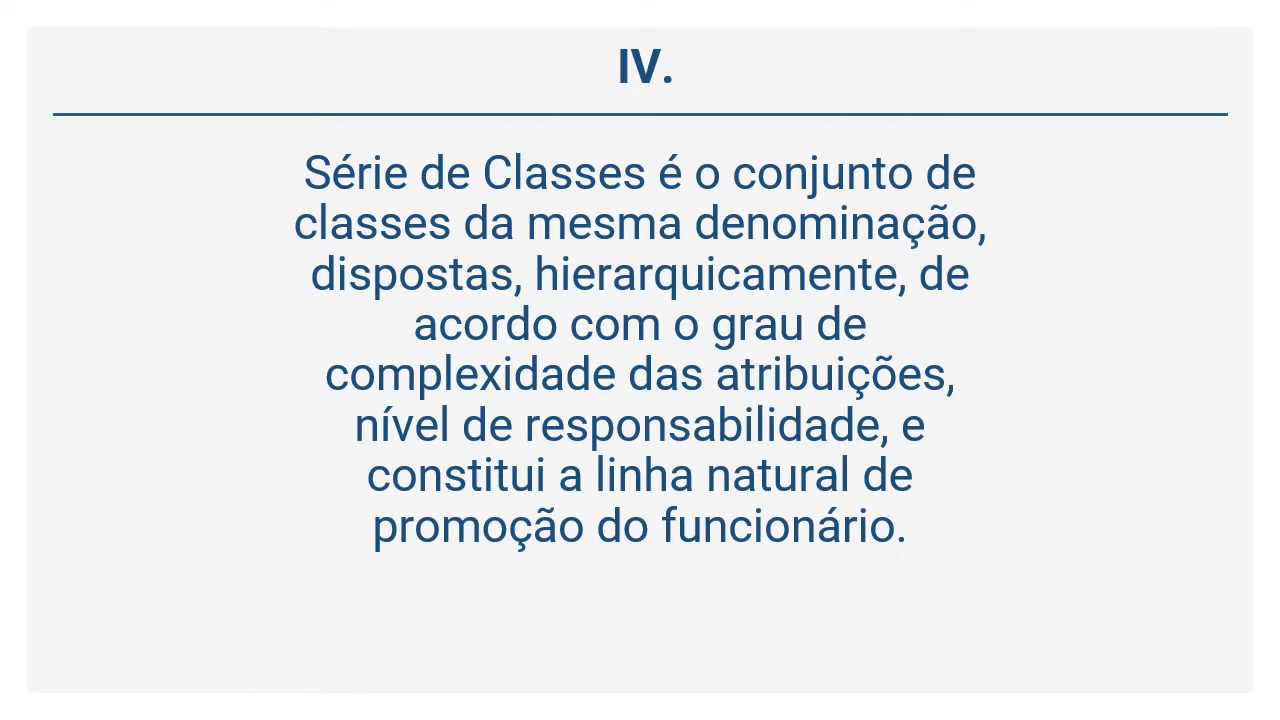 IV.
Série de Classes é o conjunto de
classes da mesma denominação,
dispostas, hierarquicamente, de
acordo com o grau de
complexidade das atribuições,
nível de responsabilidade, e
constitui a linha natural de
promoção do funcionário.